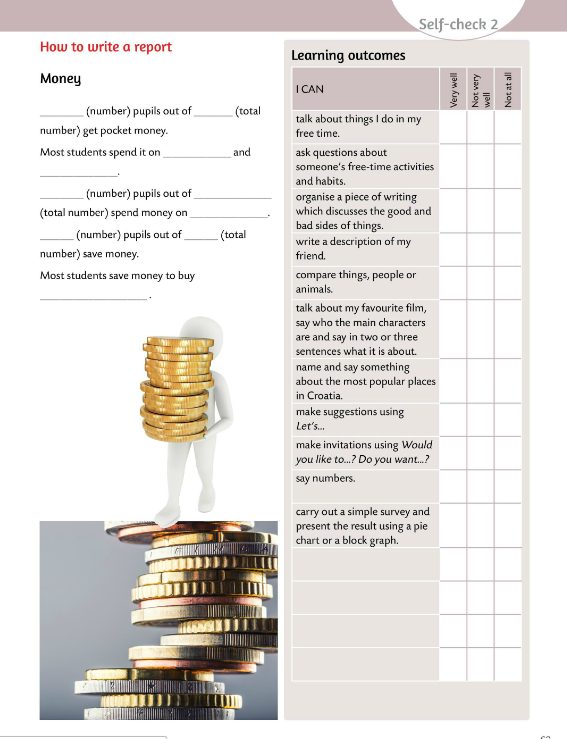 Self-check 2
How to write a report
Money
________ (number) pupils out of _______ (total
number) get pocket money.
Most students spend it on ____________ and
______________.
________ (number) pupils out of ______________
(total number) spend money on ______________.
______ (number) pupils out of ______ (total
number) save money.
Most students save money to buy
___________________ .
Learning outcomes
I CAN
Very well
Not very
well
Not at all
talk about things I do in my
free time.
ask questions about
someone's free-time activities
and habits.
organise a piece of writing
which discusses the good and
bad sides of things.
write a description of my
friend.
compare things, people or
animals.
talk about my favourite film,
say who the main characters
are and say in two or three
sentences what it is about.
name and say something
about the most popular places
in Croatia.
make suggestions using
Let's...
make invitations using Would
you like to...? Do you want...?
say numbers.
carry out a simple survey and
present the result using a pie
chart or a block graph.